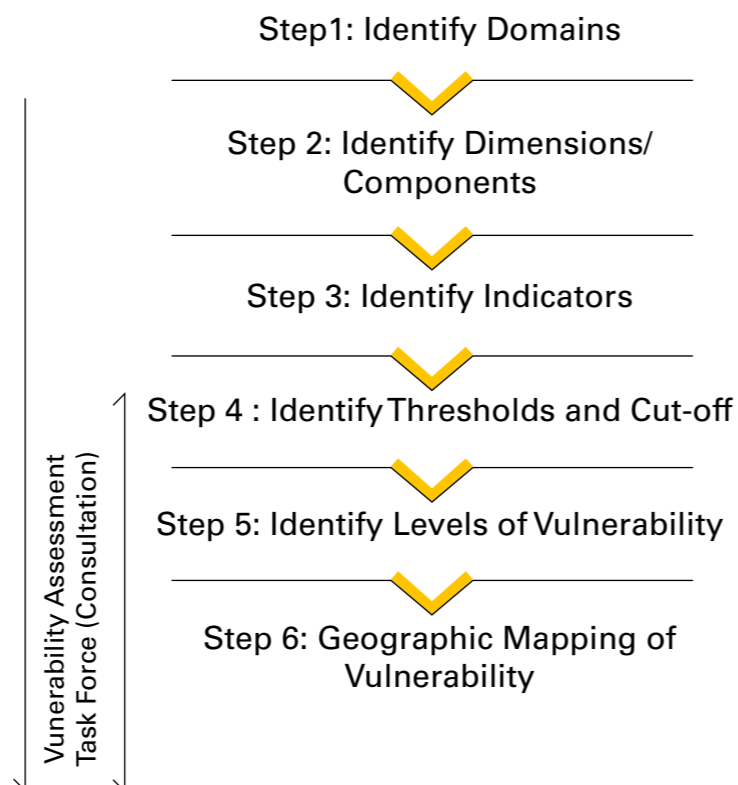 Step1: Identify Domains
Step 2: Identify Dimensions/
Components
Step 3: Identify Indicators
Step 4 : Identify Thresholds and Cut-off
Step 5: Identify Levels of Vulnerability
Step 6: Geographic Mapping of
Vulnerability
Vunerability Assessment
Task Force (Consultation)